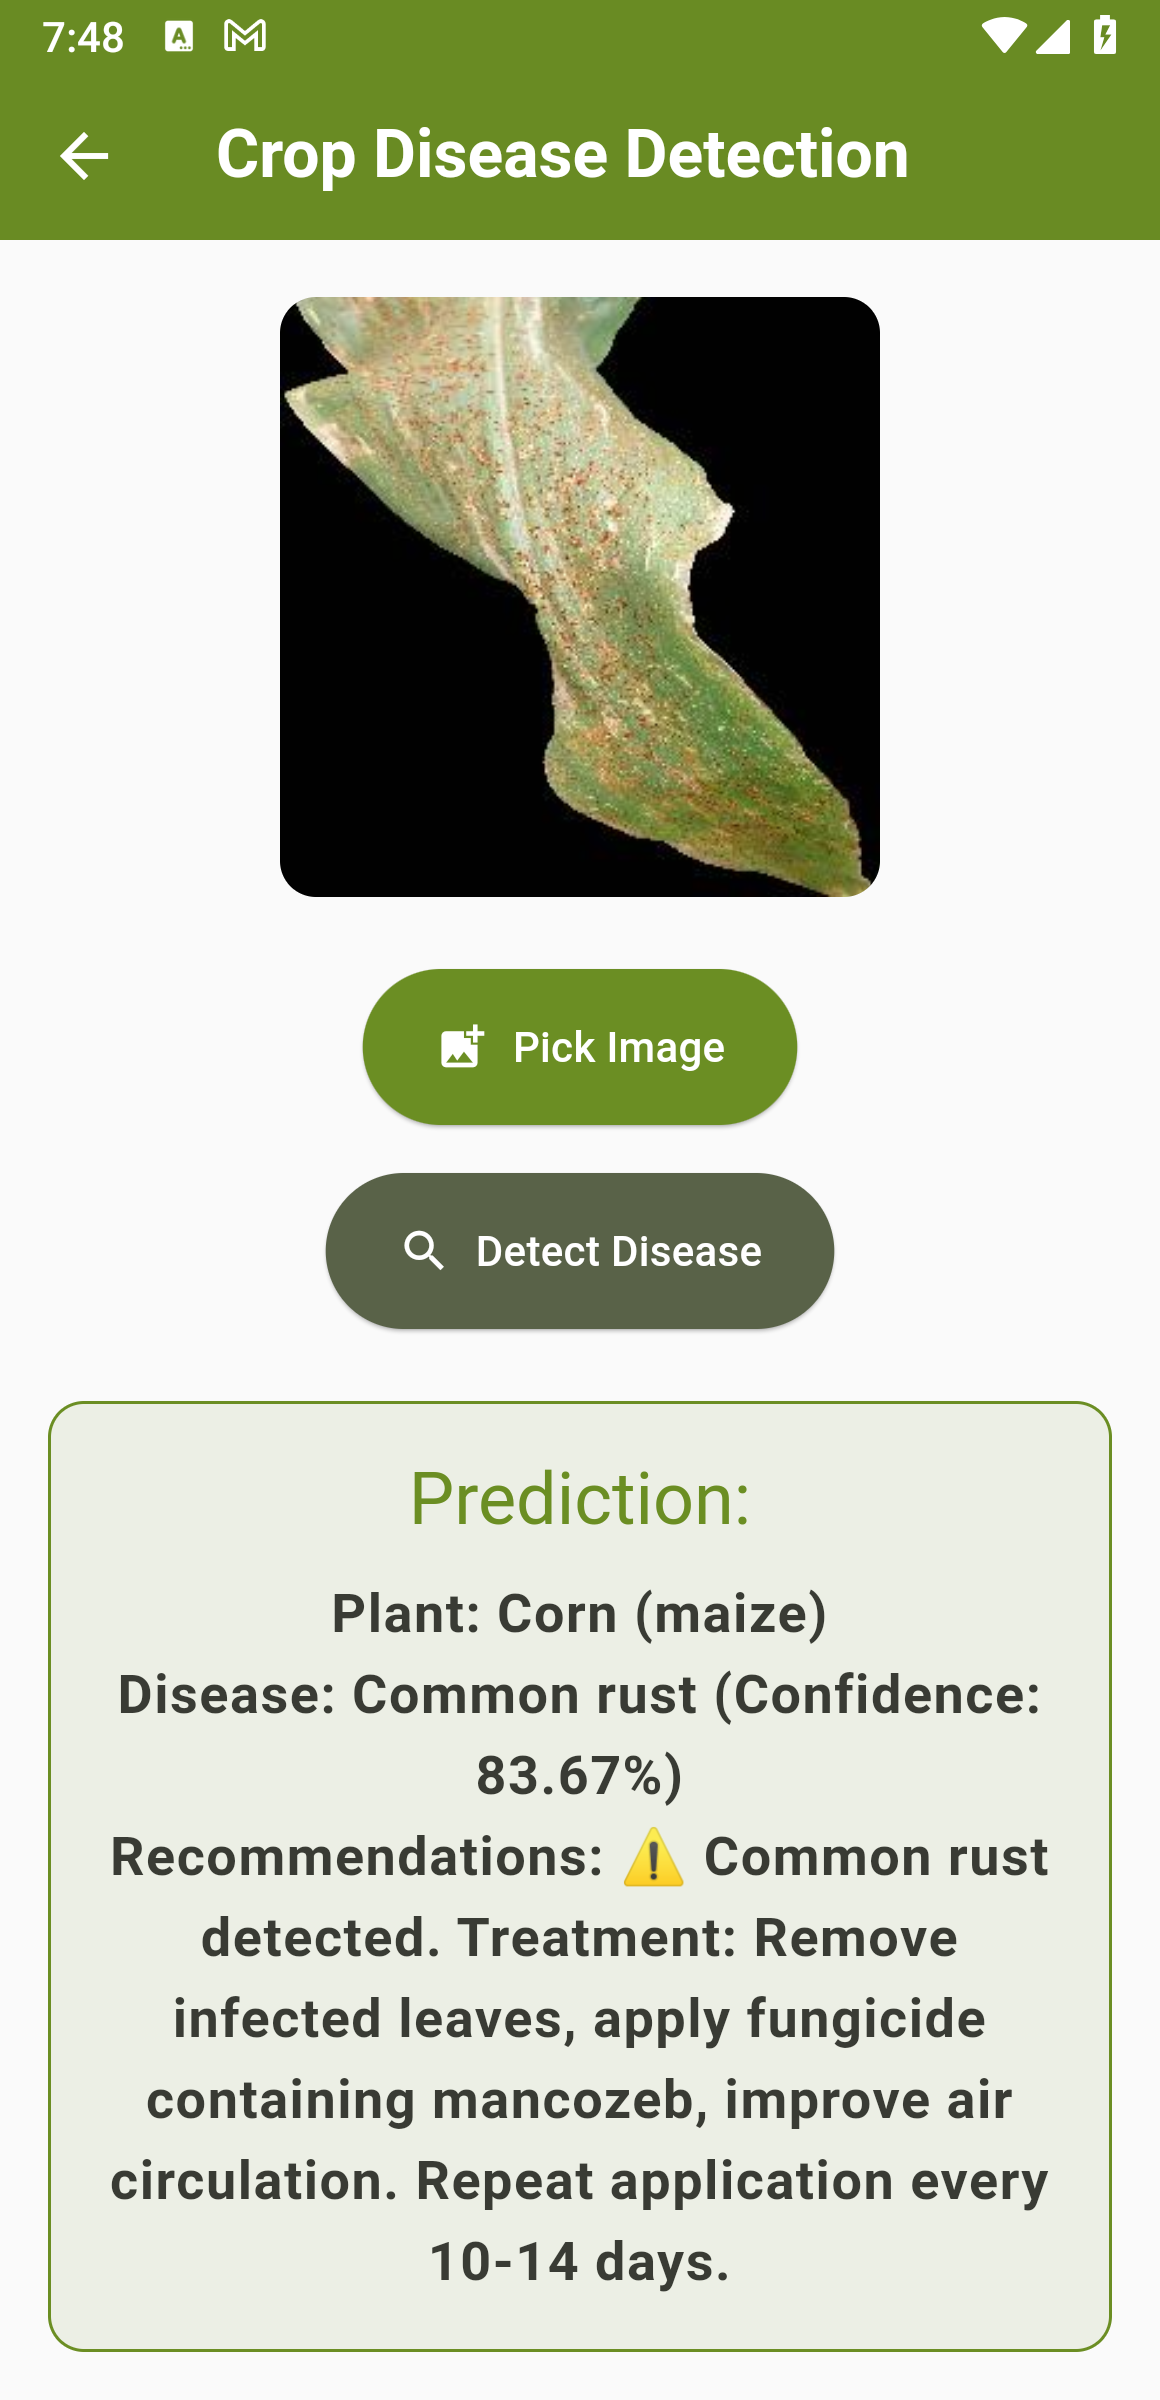 7:48
Crop Disease Detection
Pick Image
Detect Disease
Prediction:
Plant: Corn (maize)
Disease: Common rust (Confidence:
83.67%)
Recommendations: ⚠️ Common rust
detected. Treatment: Remove
infected leaves, apply fungicide
containing mancozeb, improve air
circulation. Repeat application every
10-14 days.